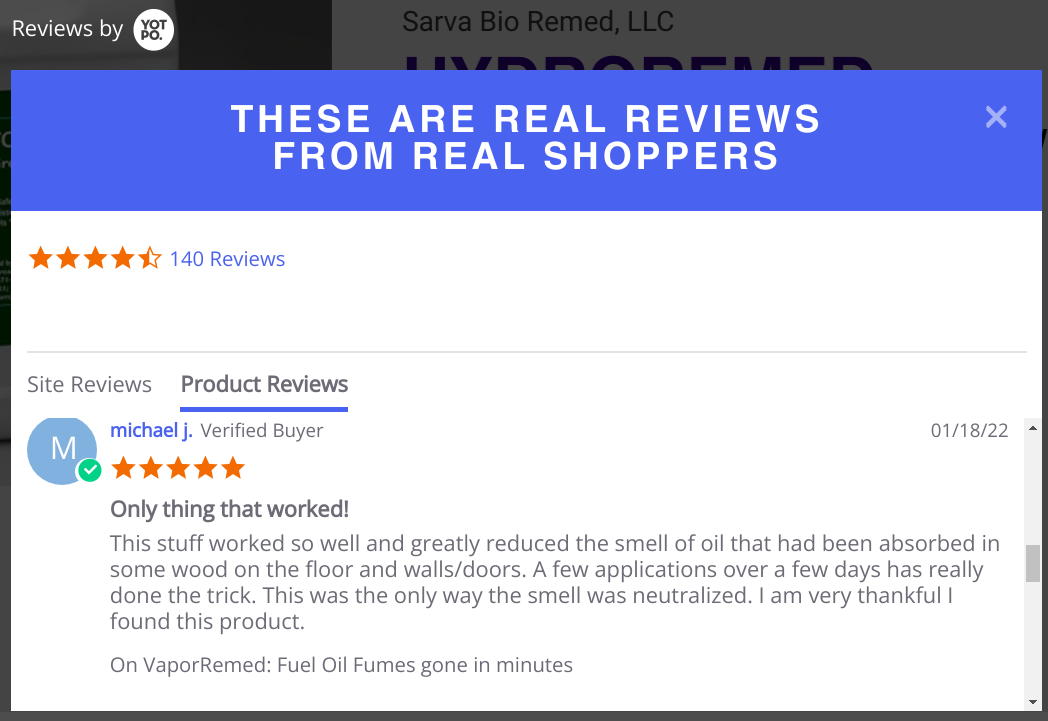 Reviews by YOT
PO.
Sarva Bio Remed, LLC
HYDROREMED
THESE ARE REAL REVIEWS
FROM REAL SHOPPERS
140 Reviews
Site Reviews Product Reviews
M
michael j. Verified Buyer 01/18/22
Only thing that worked!
This stuff worked so well and greatly reduced the smell of oil that had been absorbed in
some wood on the floor and walls/doors. A few applications over a few days has really
done the trick. This was the only way the smell was neutralized. I am very thankful I
found this product.
On VaporRemed: Fuel Oil Fumes gone in minutes